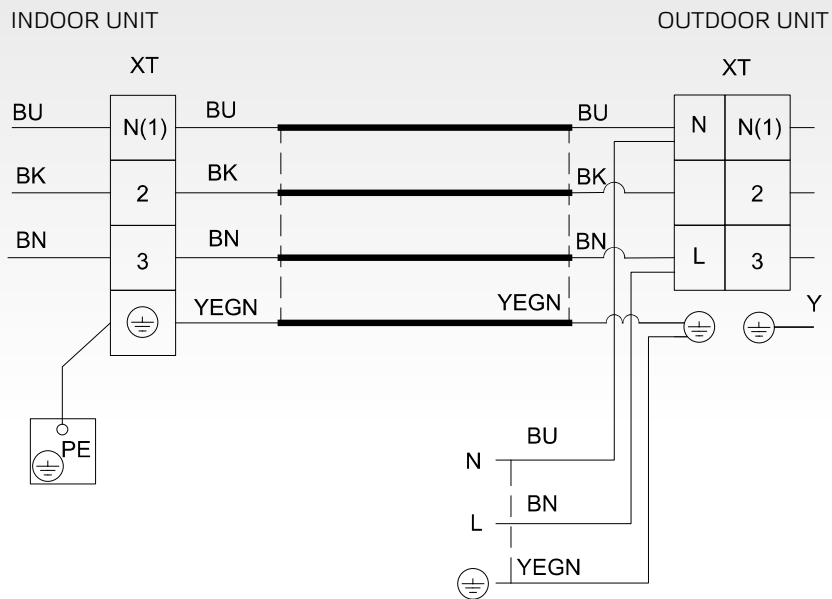 INDOOR UNIT OUTDOOR UNIT
XT XT
BU BU BU N N(1)
N(1)
BK BK BK 2
2
BN BN BN L 3
3
YEGN YEGN Y
PE
N BU
L BN
YEGN